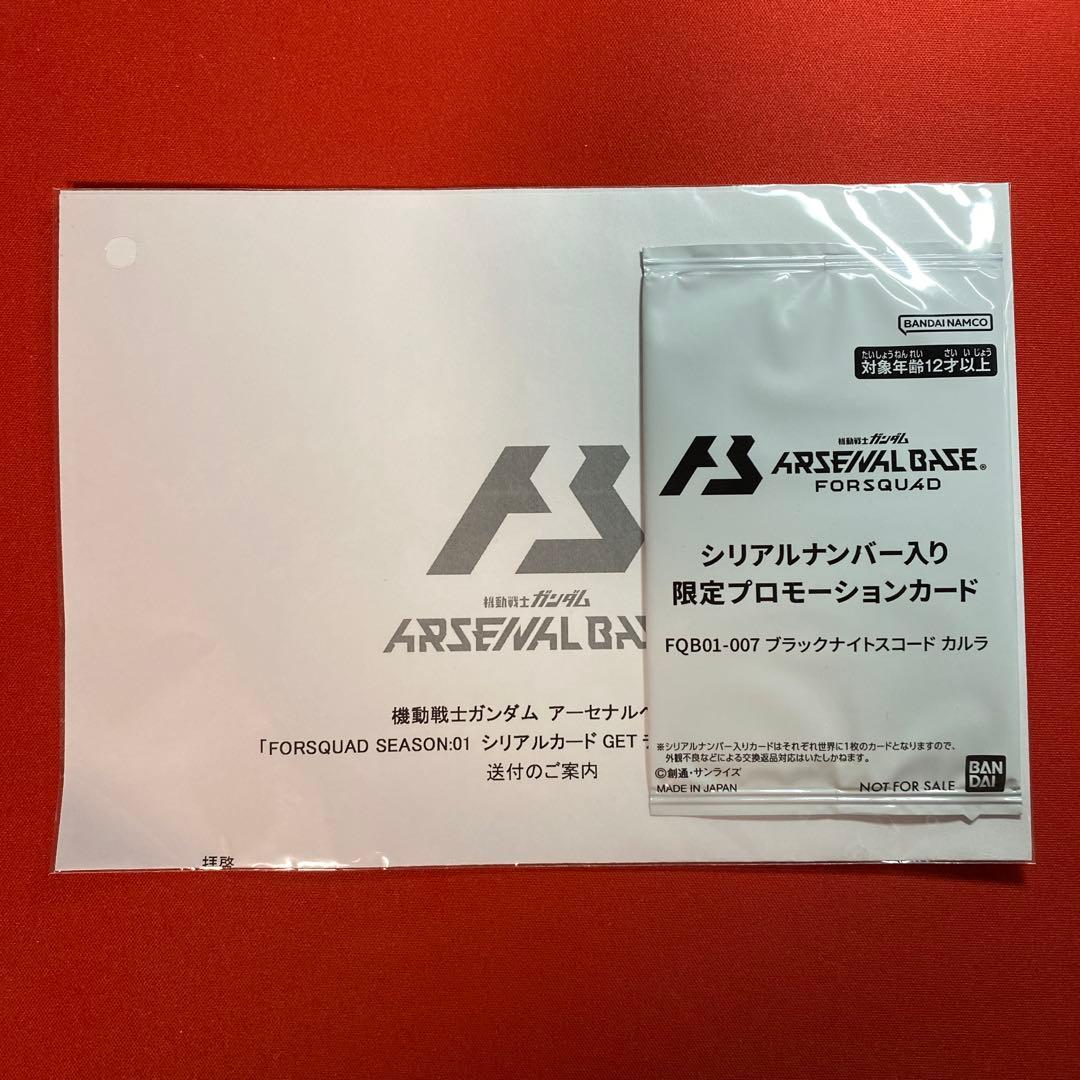 機動戦士ガンダム
ARSENAL BAS
機動戦士ガンダム アーセナルベ
「FORSQUAD SEASON:01 シリアルカード GET
送付のご案内
拝啓
BANDAI NAMCO
たいしょうねんれい さいいじょう
対象年齢12才以上
機動戦士ガンダム
ARSENAL BASE®
FORSQUAD
シリアルナンバー入り
限定プロモーションカード
FQB01-007 ブラックナイトスコード カルラ
※シリアルナンバー入りカードはそれぞれ世界に1枚のカードとなりますので、
外観不良などによる交換返品対応はいたしかねます。
©創通・サンライズ
MADE IN JAPAN
NOT FOR SALE
BAN
DAI